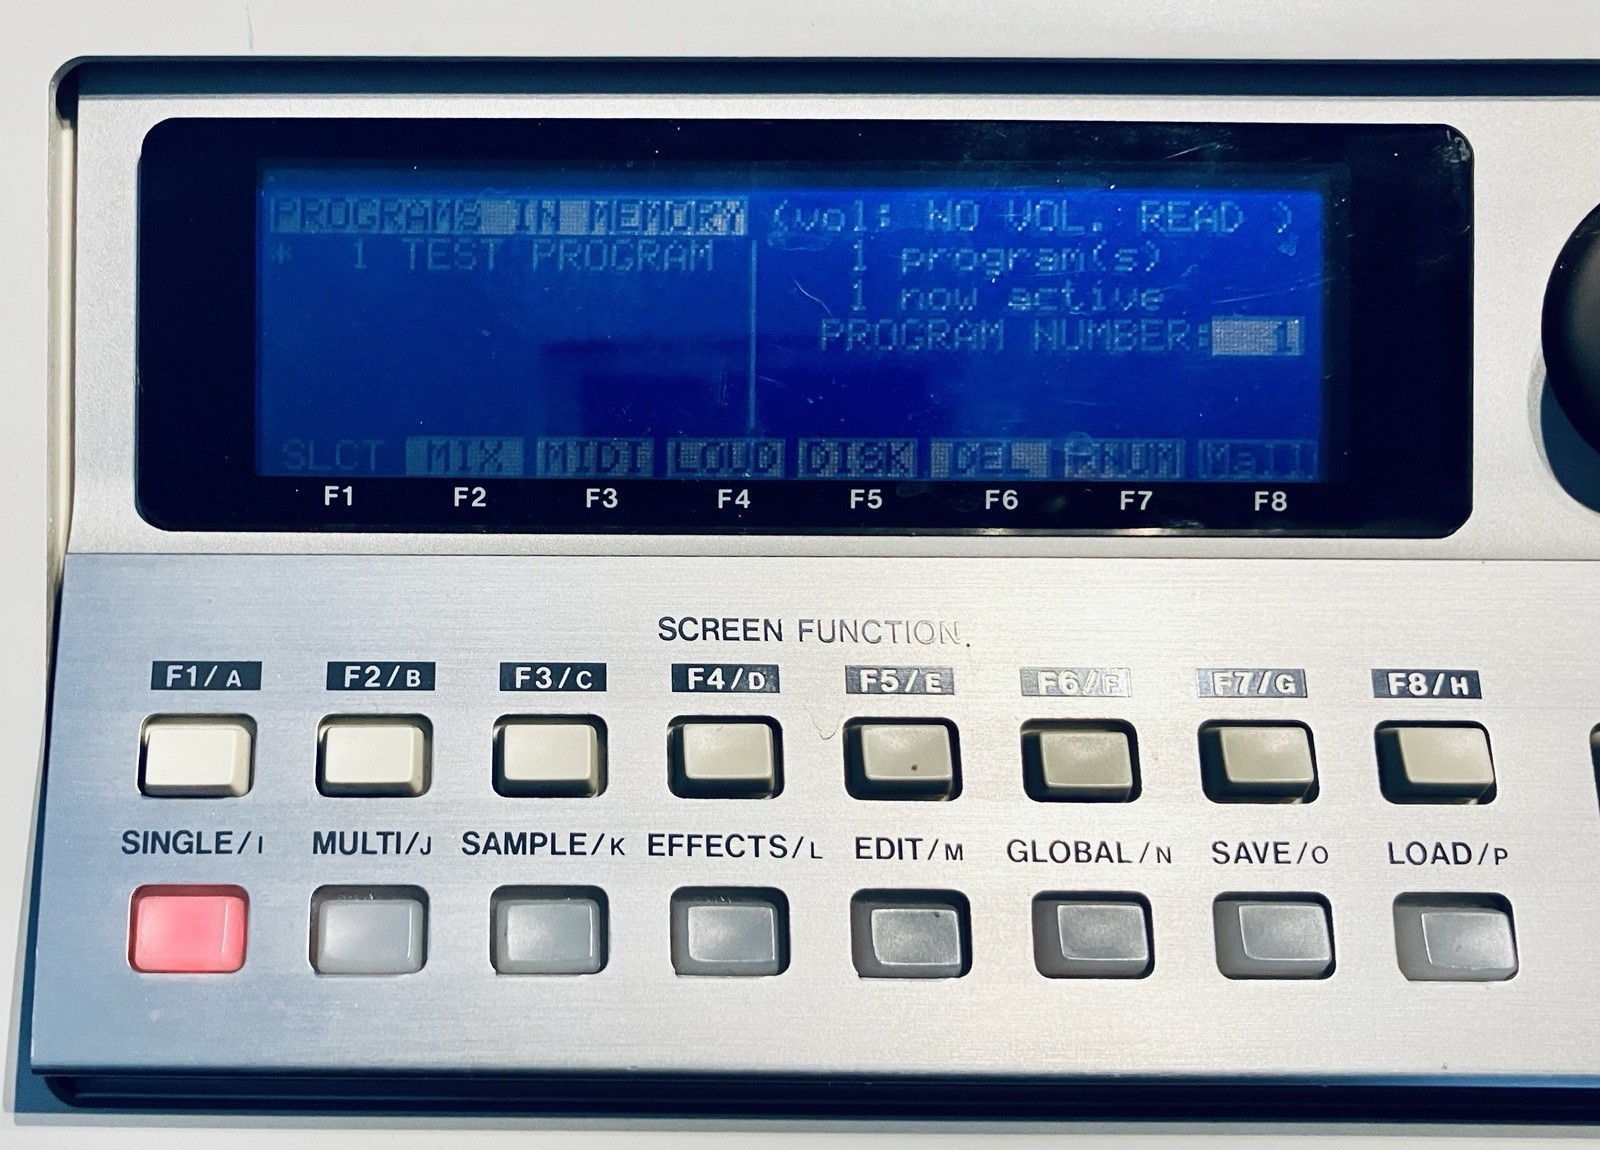 PROGRAMS IN MEMORY (vol: NO VOL. READ )
* 1 TEST PROGRAM 1 program(s)
1 now active
PROGRAM NUMBER: 1
SLCT MIX MIDI LOUD DISK DEL RNUM Mall
F1 F2 F3 F4 F5 F6 F7 F8
SCREEN FUNCTION
F1/A F2/B F3/C F4/D F5/E F6/F F7/G F8/H
SINGLE/I MULTI/J SAMPLE/K EFFECTS/L EDIT/M GLOBAL/N SAVE/O LOAD/P